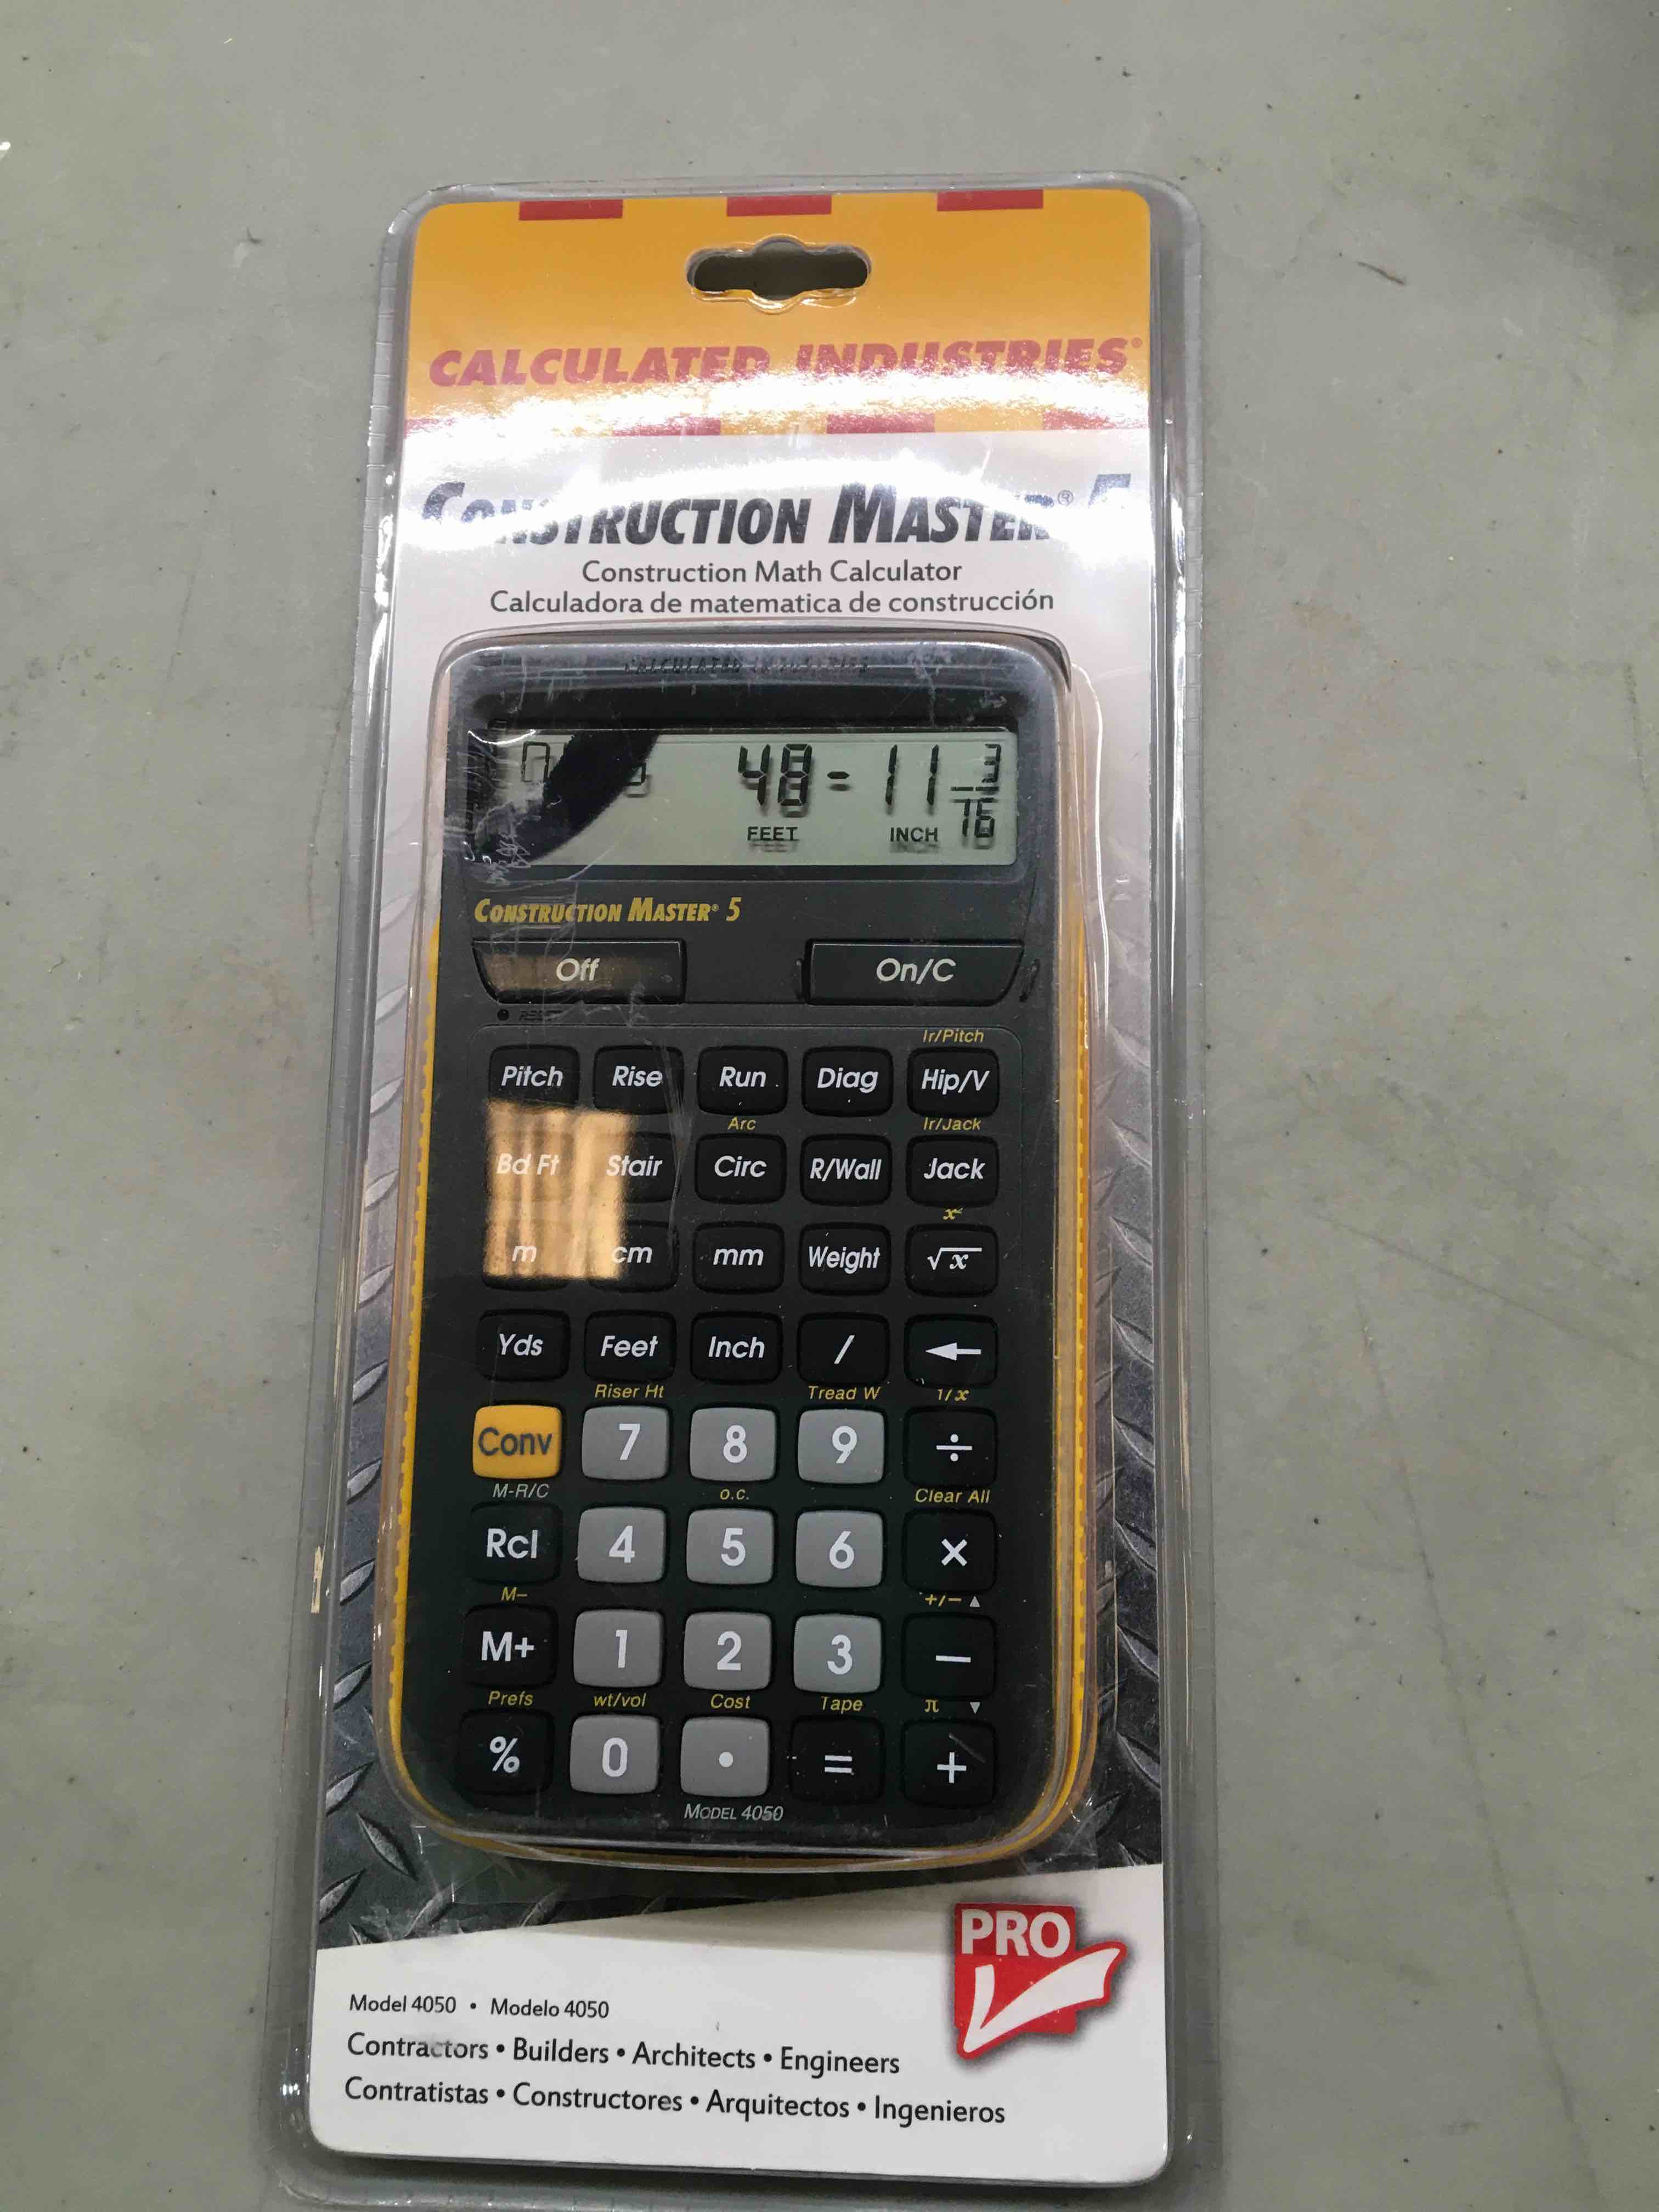 CALCULATED INDUSTRIES®
CONSTRUCTION MASTER® 5
Construction Math Calculator
Calculadora de matematica de construcción
CALCULATED INDUSTRIES
48 - 11 3/16
FEET INCH
CONSTRUCTION MASTER® 5
Off On/C
RESET
Ir/Pitch
Pitch Rise Run Diag Hip/V
Arc Ir/Jack
Bd Ft Stair Circ R/Wall Jack
x²
m cm mm Weight √x
Yds Feet Inch / ←
Riser Ht Tread W 1/x
Conv 7 8 9 ÷
M-R/C o.c. Clear All
Rcl 4 5 6 ×
M– +/– ▲
M+ 1 2 3 –
Prefs wt/vol Cost Tape π ▼
% 0 • = +
MODEL 4050
PRO
Model 4050 • Modelo 4050
Contractors • Builders • Architects • Engineers
Contratistas • Constructores • Arquitectos • Ingenieros